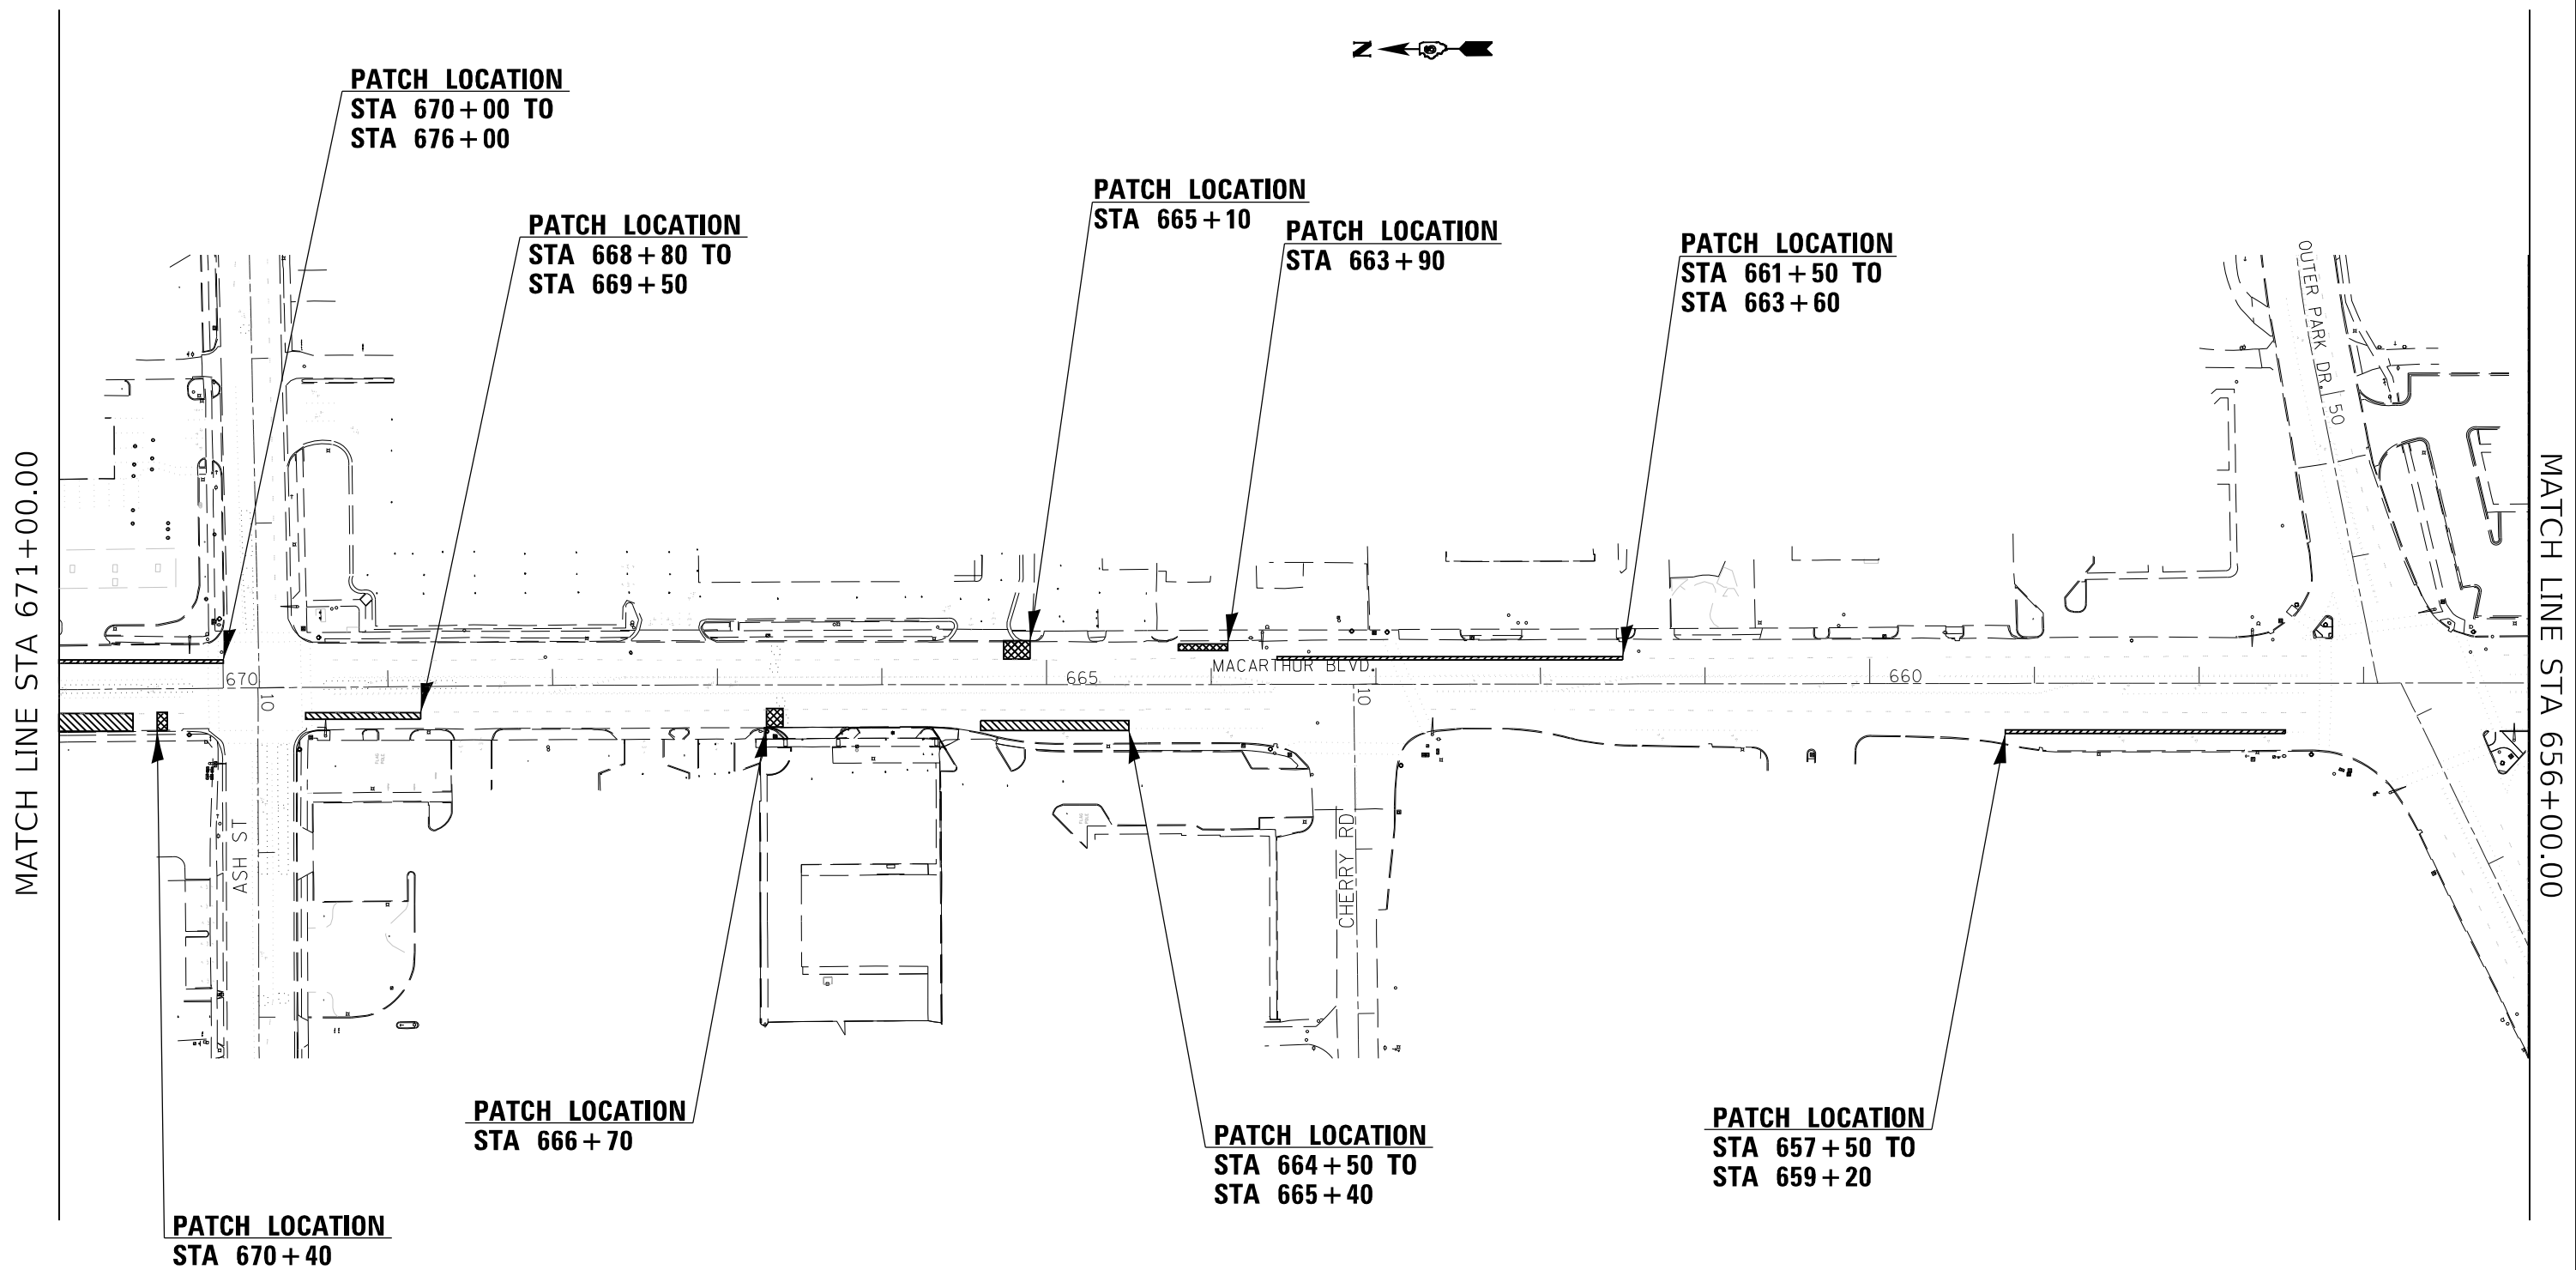 N
PATCH LOCATION
STA 670+00 TO
STA 676+00
PATCH LOCATION
STA 668+80 TO
STA 669+50
PATCH LOCATION
STA 665+10
PATCH LOCATION
STA 663+90
PATCH LOCATION
STA 661+50 TO
STA 663+60
OUTER PARK DR.
50
MATCH LINE STA 671+00.00
MATCH LINE STA 656+00.00
MACARTHUR BLVD.
670
665
660
10
10
ASH ST
CHERRY RD
FLAG
POLE
FLAG
POLE
PATCH LOCATION
STA 666+70
PATCH LOCATION
STA 664+50 TO
STA 665+40
PATCH LOCATION
STA 657+50 TO
STA 659+20
PATCH LOCATION
STA 670+40